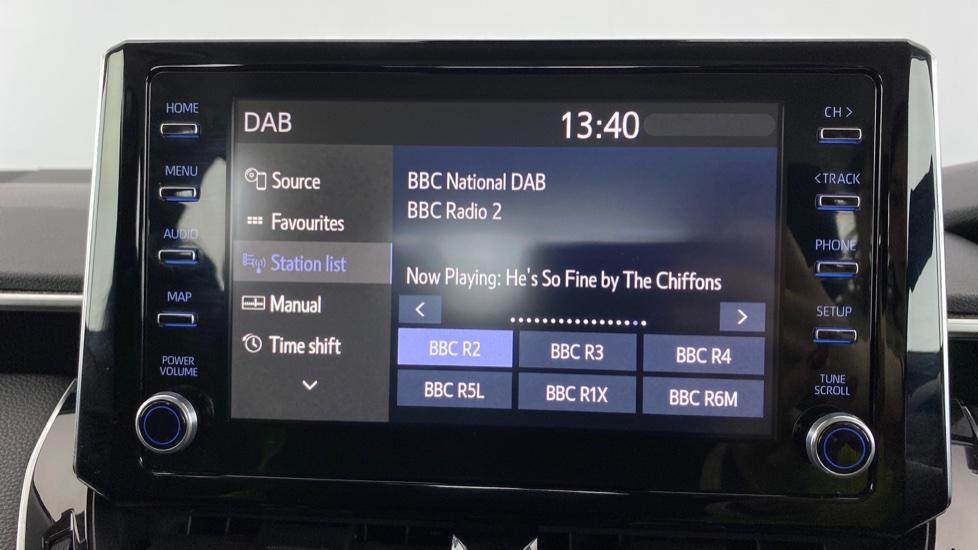 HOME
MENU
AUDIO
MAP
POWER
VOLUME
DAB
13:40
Source
Favourites
Station list
Manual
Time shift
BBC National DAB
BBC Radio 2
Now Playing: He's So Fine by The Chiffons
< >
BBC R2 BBC R3 BBC R4
BBC R5L BBC R1X BBC R6M
CH >
< TRACK
PHONE
SETUP
TUNE
SCROLL